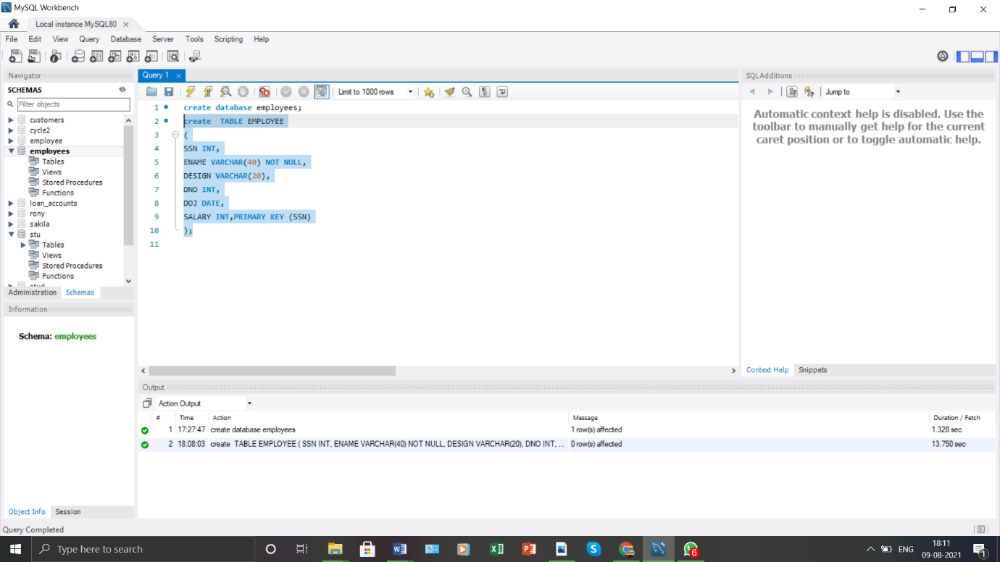 MySQL Workbench
Local instance MySQL80
File Edit View Query Database Server Tools Scripting Help
Navigator
SCHEMAS
Filter objects
customers
cycle2
employee
employees
Tables
Views
Stored Procedures
Functions
loan_accounts
rony
sakila
stu
Tables
Views
Stored Procedures
Functions
Administration Schemas
Information
Schema: employees
Object Info Session
Query 1
Limit to 1000 rows
1 create database employees;
2 create  TABLE EMPLOYEE
3 (
4 SSN INT,
5 ENAME VARCHAR(40) NOT NULL,
6 DESIGN VARCHAR(20),
7 DNO INT,
8 DOJ DATE,
9 SALARY INT,PRIMARY KEY (SSN)
10 );
11
SQLAdditions
Jump to
Automatic context help is disabled. Use the
toolbar to manually get help for the current
caret position or to toggle automatic help.
Context Help Snippets
Output
Action Output
# Time Action Message Duration / Fetch
1 17:27:47 create database employees 1 row(s) affected 1.328 sec
2 18:08:03 create  TABLE EMPLOYEE ( SSN INT, ENAME VARCHAR(40) NOT NULL, DESIGN VARCHAR(20), DNO INT, ... 0 row(s) affected 13.750 sec
Query Completed
Type here to search
6
ENG
18:11
09-08-2021
1